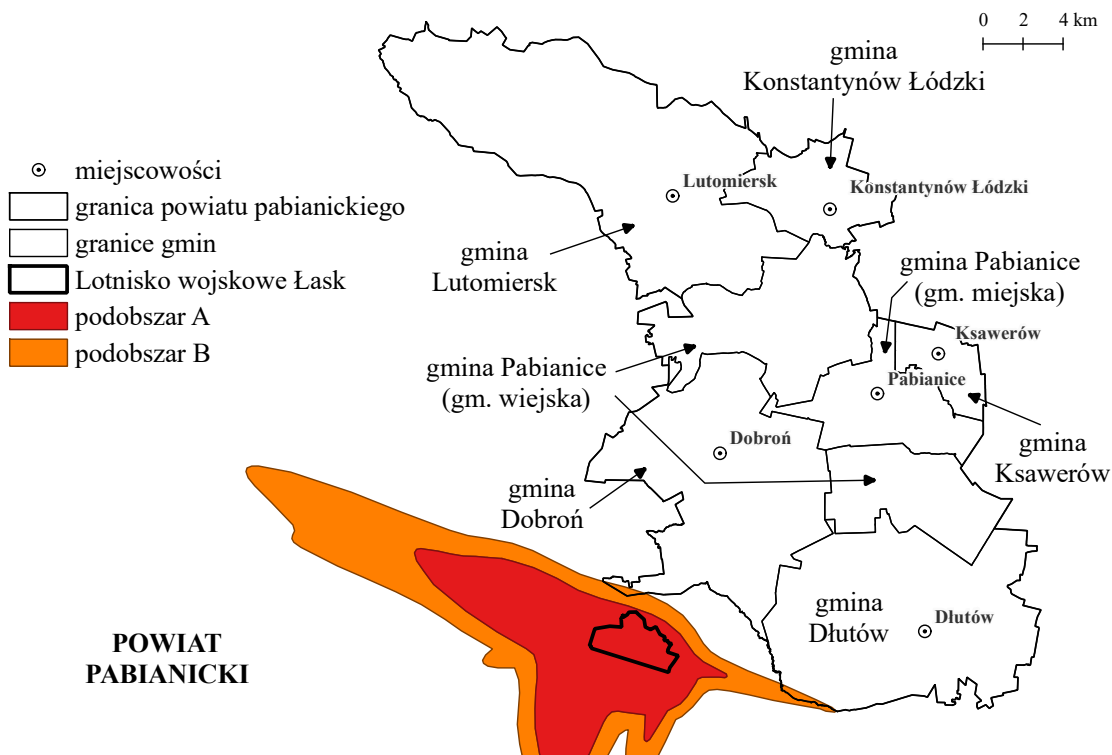 0 2 4 km
gmina
Konstantynów Łódzki
miejscowości
granica powiatu pabianickiego
granice gmin
Lotnisko wojskowe Łask
podobszar A
podobszar B
Lutomiersk
Konstantynów Łódzki
gmina
Lutomiersk
gmina Pabianice
(gm. miejska)
Ksawerów
gmina Pabianice
(gm. wiejska)
Pabianice
Dobroń
gmina
Ksawerów
gmina
Dobroń
gmina
Dłutów
Dłutów
POWIAT
PABIANICKI